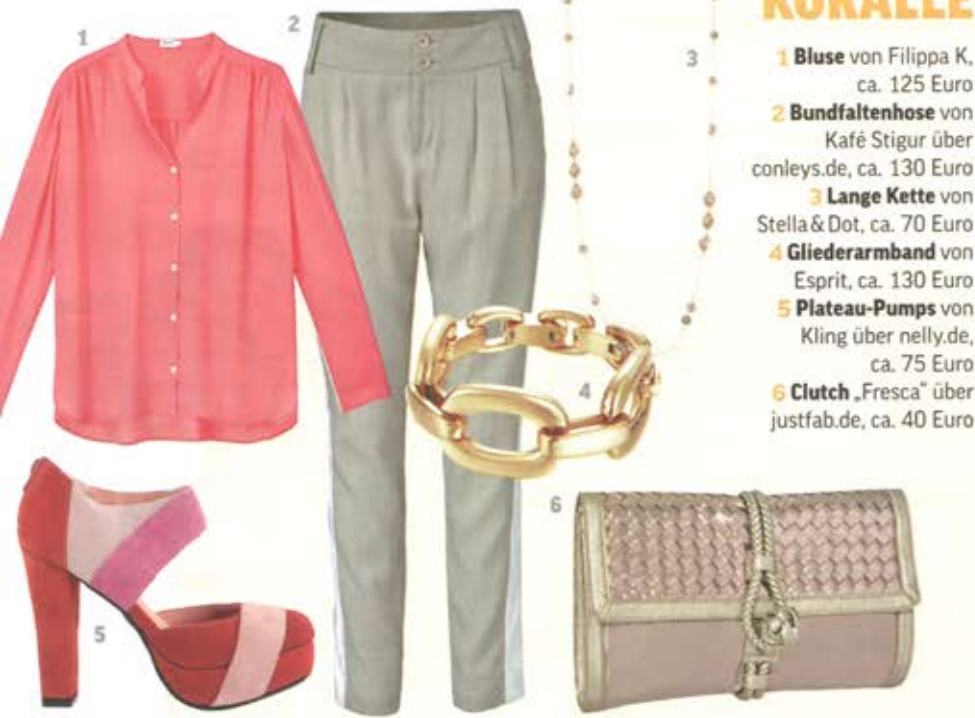 KORALLE
1 Bluse von Filippa K,
ca. 125 Euro
2 Bundfaltenhose von
Kafé Stigur über
conleys.de, ca. 130 Euro
3 Lange Kette von
Stella & Dot, ca. 70 Euro
4 Gliederarmband von
Esprit, ca. 130 Euro
5 Plateau-Pumps von
Kling über nelly.de,
ca. 75 Euro
6 Clutch „Fresca“ über
justfab.de, ca. 40 Euro
1
2
3
4
5
6